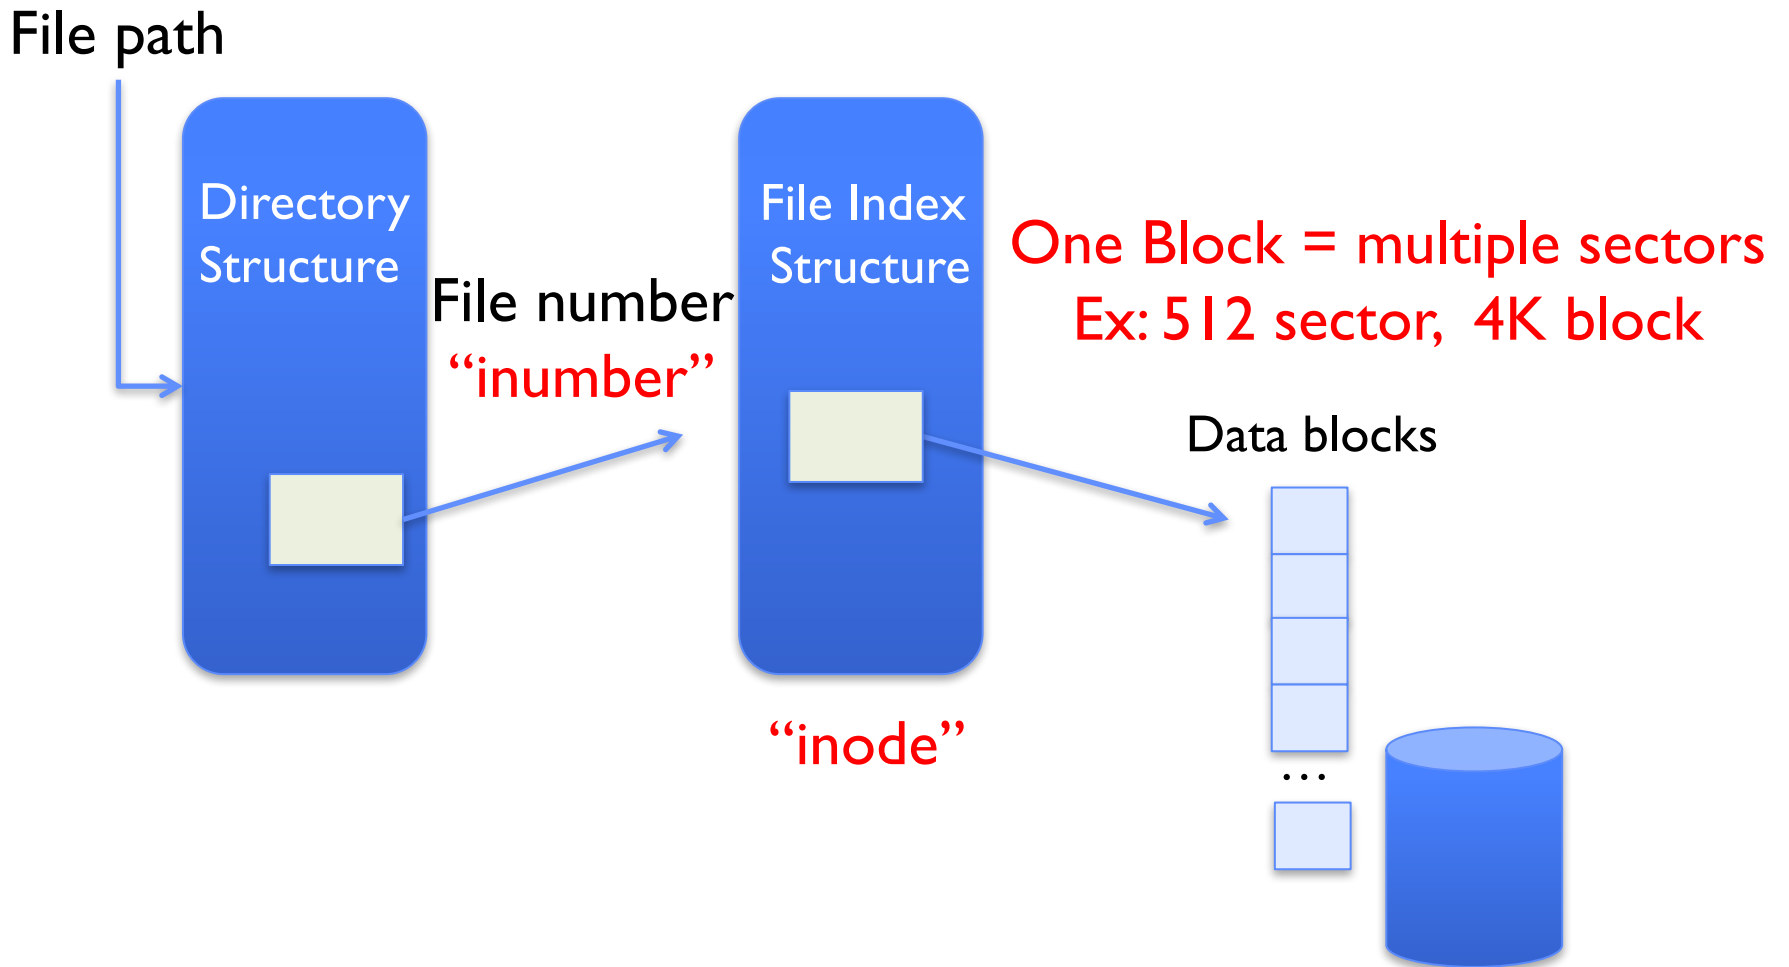 File path
Directory
Structure
File number
“inumber”
File Index
Structure
“inode”
One Block = multiple sectors
Ex: 512 sector, 4K block
Data blocks
…